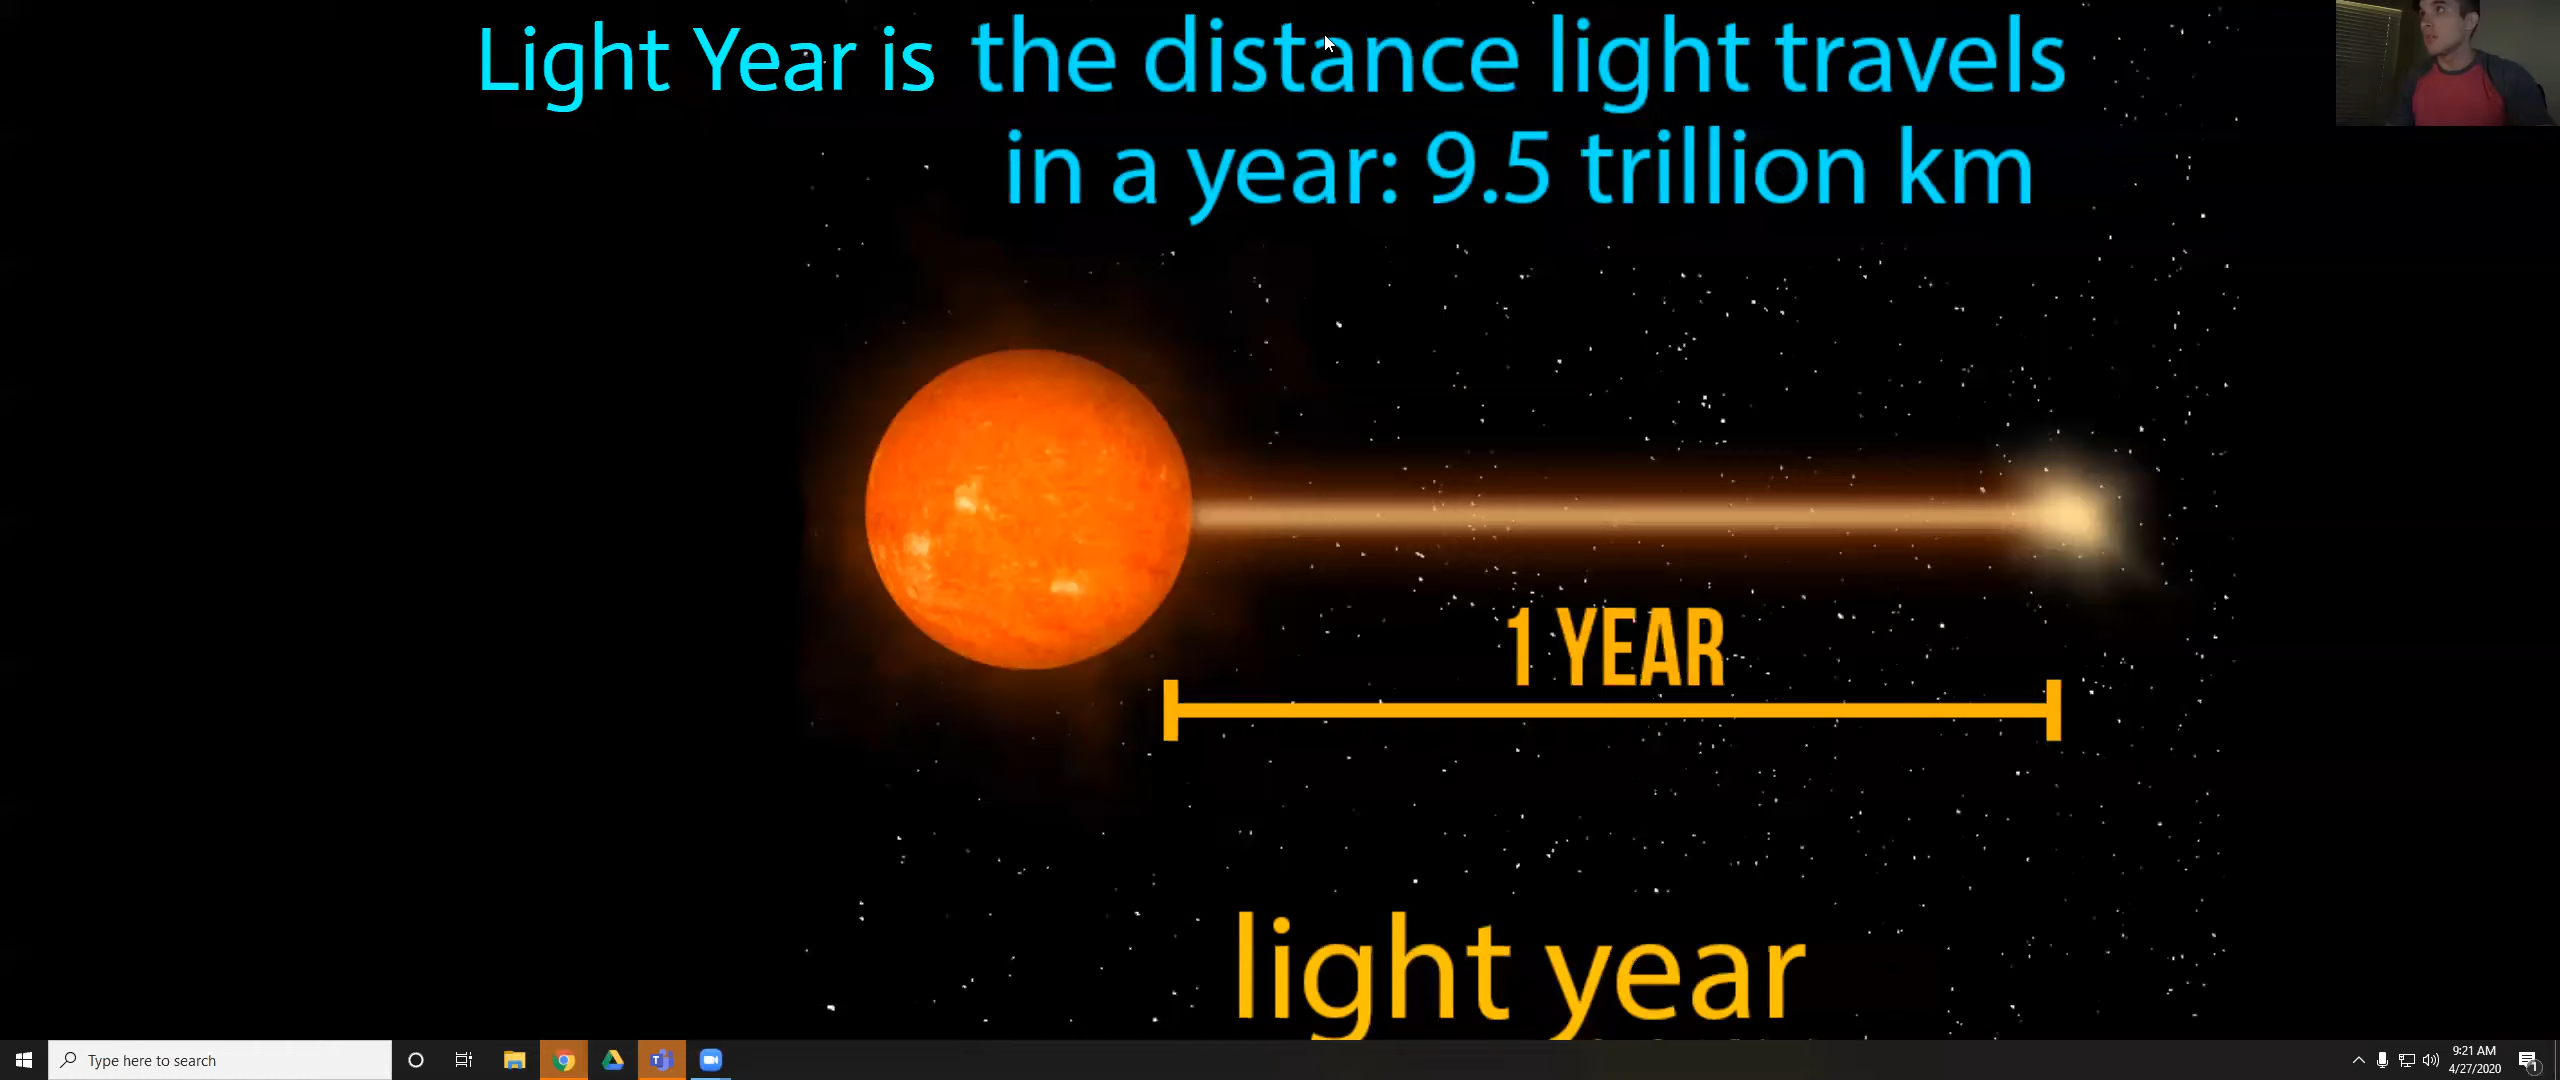 Light Year is the distance light travels
in a year: 9.5 trillion km
1 YEAR
light year
Type here to search
9:21 AM
4/27/2020